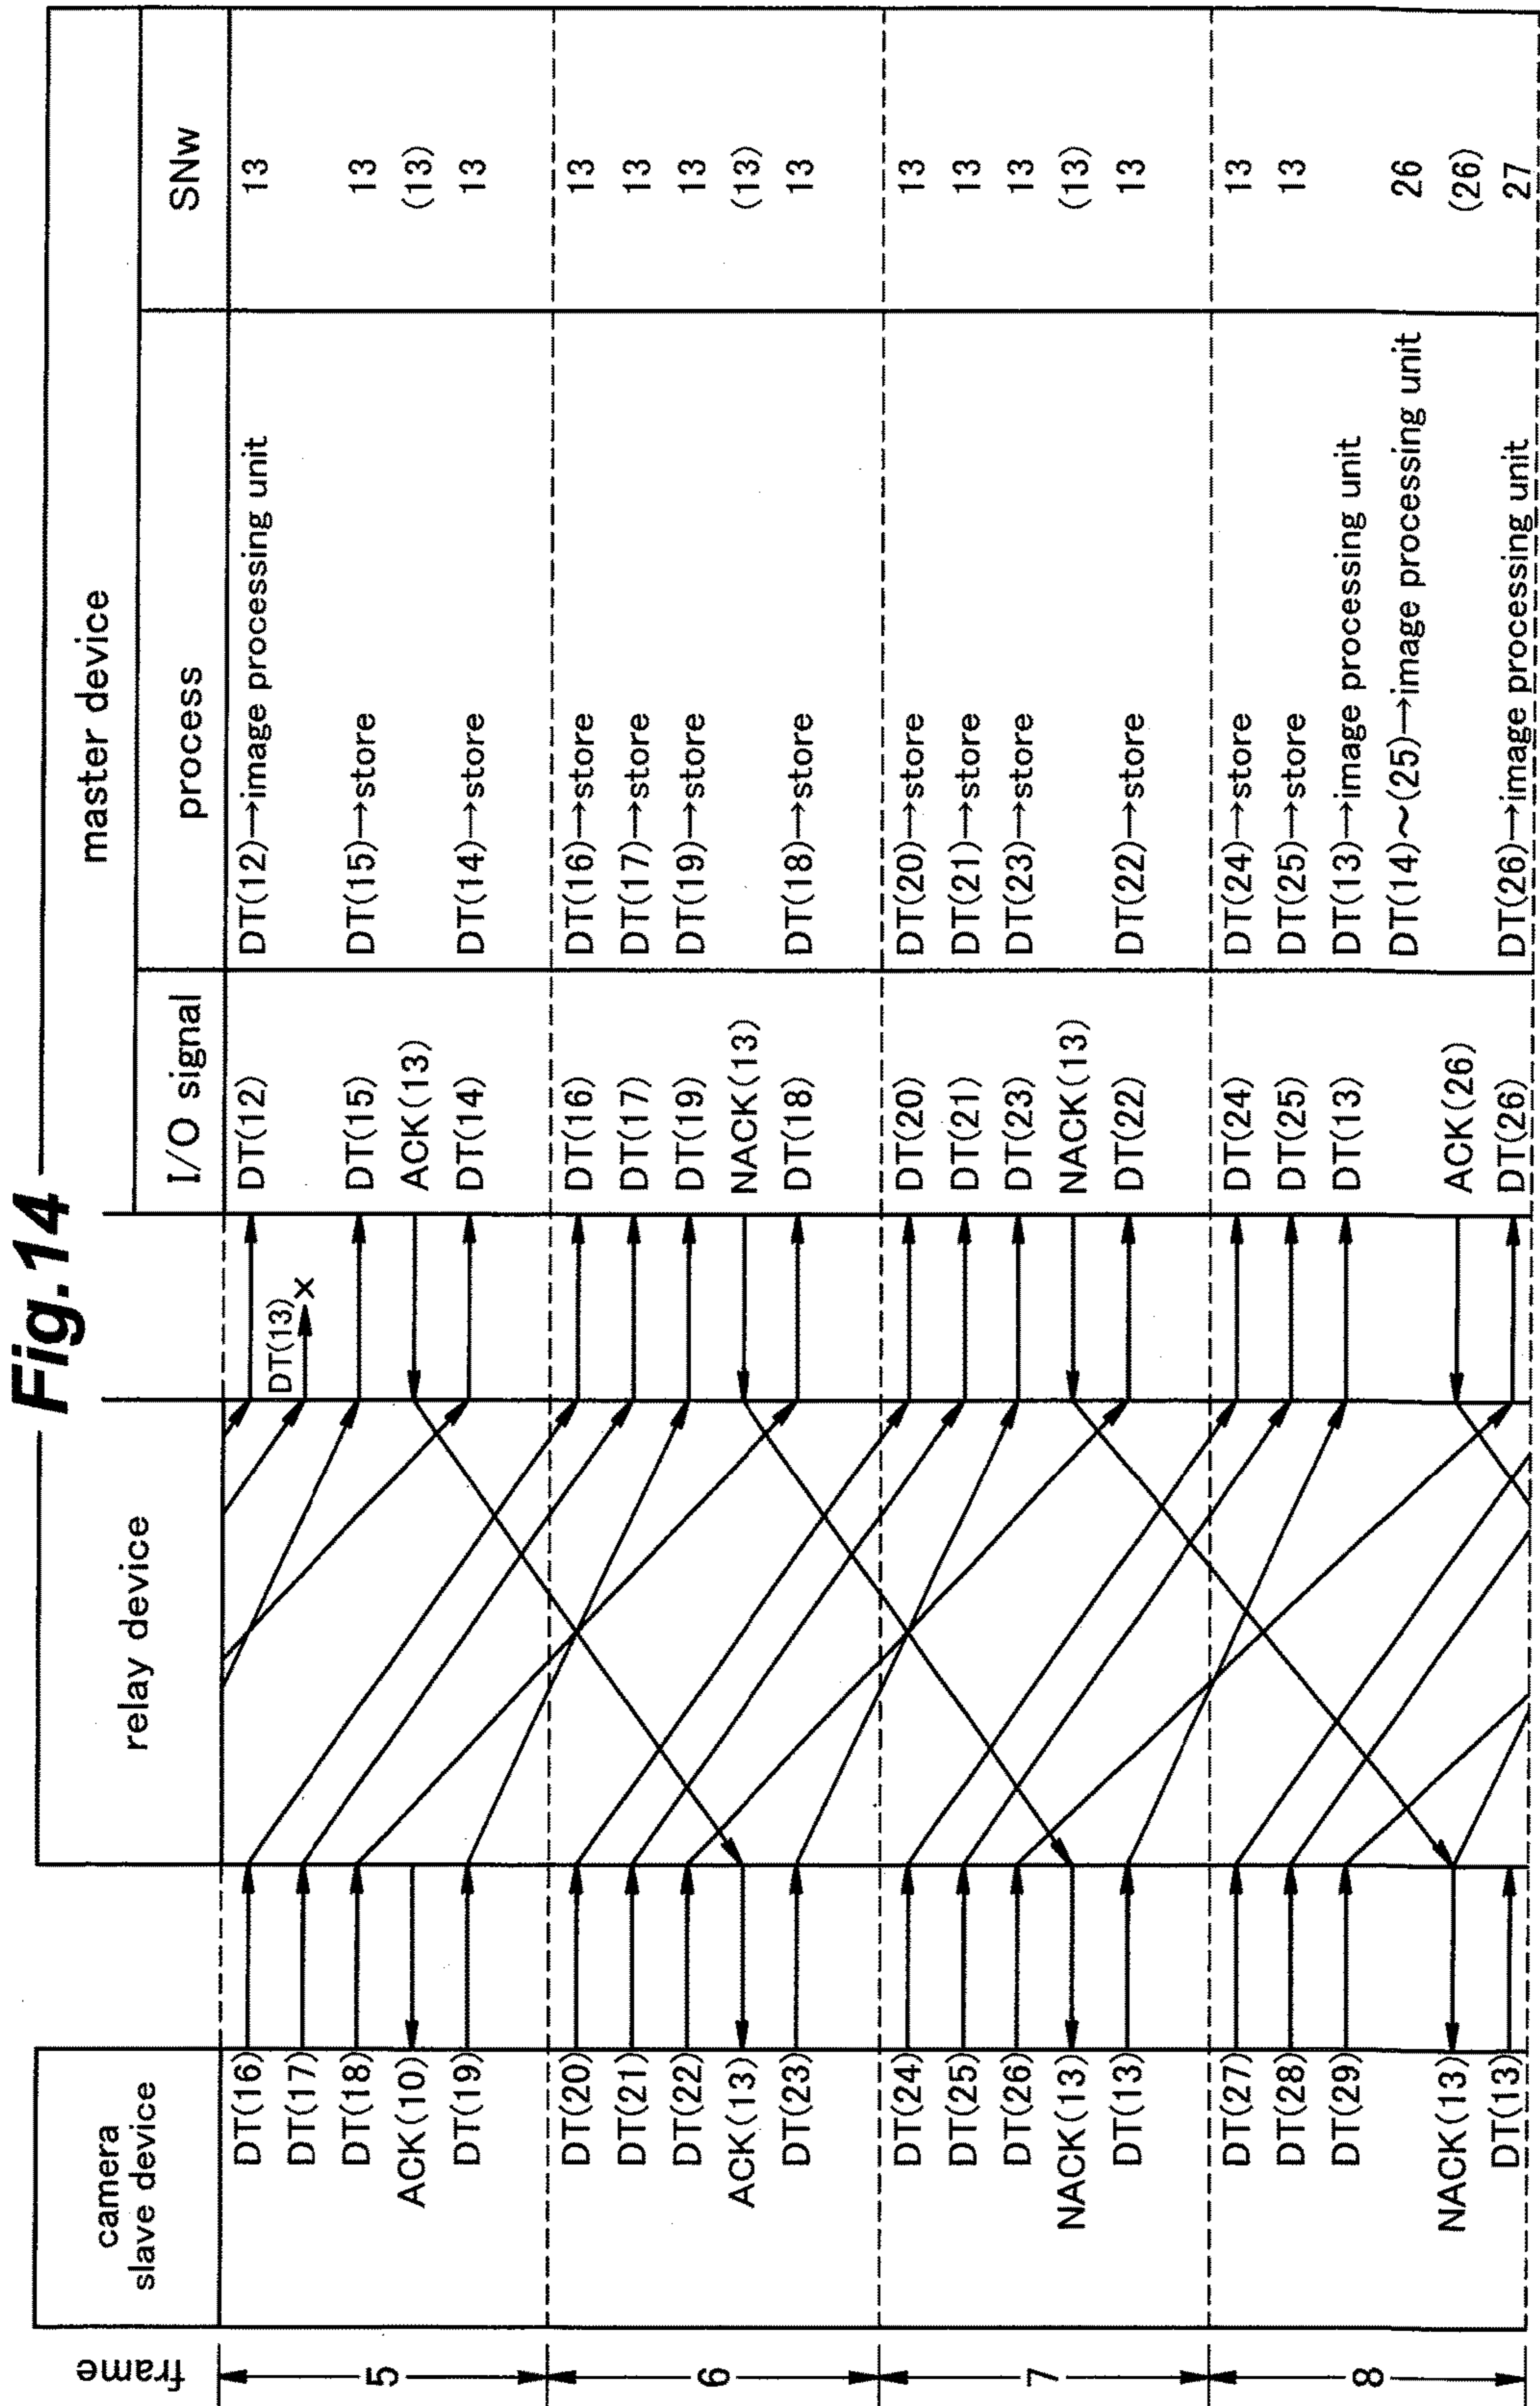 Fig.14
frame
camera
slave device
relay device
master device
I/O signal
process
SNw
5
DT(16)
DT(12)
DT(12)→image processing unit
13
DT(17)
DT(13)
×
DT(18)
DT(15)
DT(15)→store
13
ACK(10)
ACK(13)
(13)
DT(19)
DT(14)
DT(14)→store
13
6
DT(20)
DT(16)
DT(16)→store
13
DT(21)
DT(17)
DT(17)→store
13
DT(22)
DT(19)
DT(19)→store
13
ACK(13)
NACK(13)
(13)
DT(23)
DT(18)
DT(18)→store
13
7
DT(24)
DT(20)
DT(20)→store
13
DT(25)
DT(21)
DT(21)→store
13
DT(26)
DT(23)
DT(23)→store
13
NACK(13)
NACK(13)
(13)
DT(13)
DT(22)
DT(22)→store
13
8
DT(27)
DT(24)
DT(24)→store
13
DT(28)
DT(25)
DT(25)→store
13
DT(29)
DT(13)
DT(13)→image processing unit
DT(14)~(25)→image processing unit
26
NACK(13)
ACK(26)
(26)
DT(13)
DT(26)
DT(26)→image processing unit
27